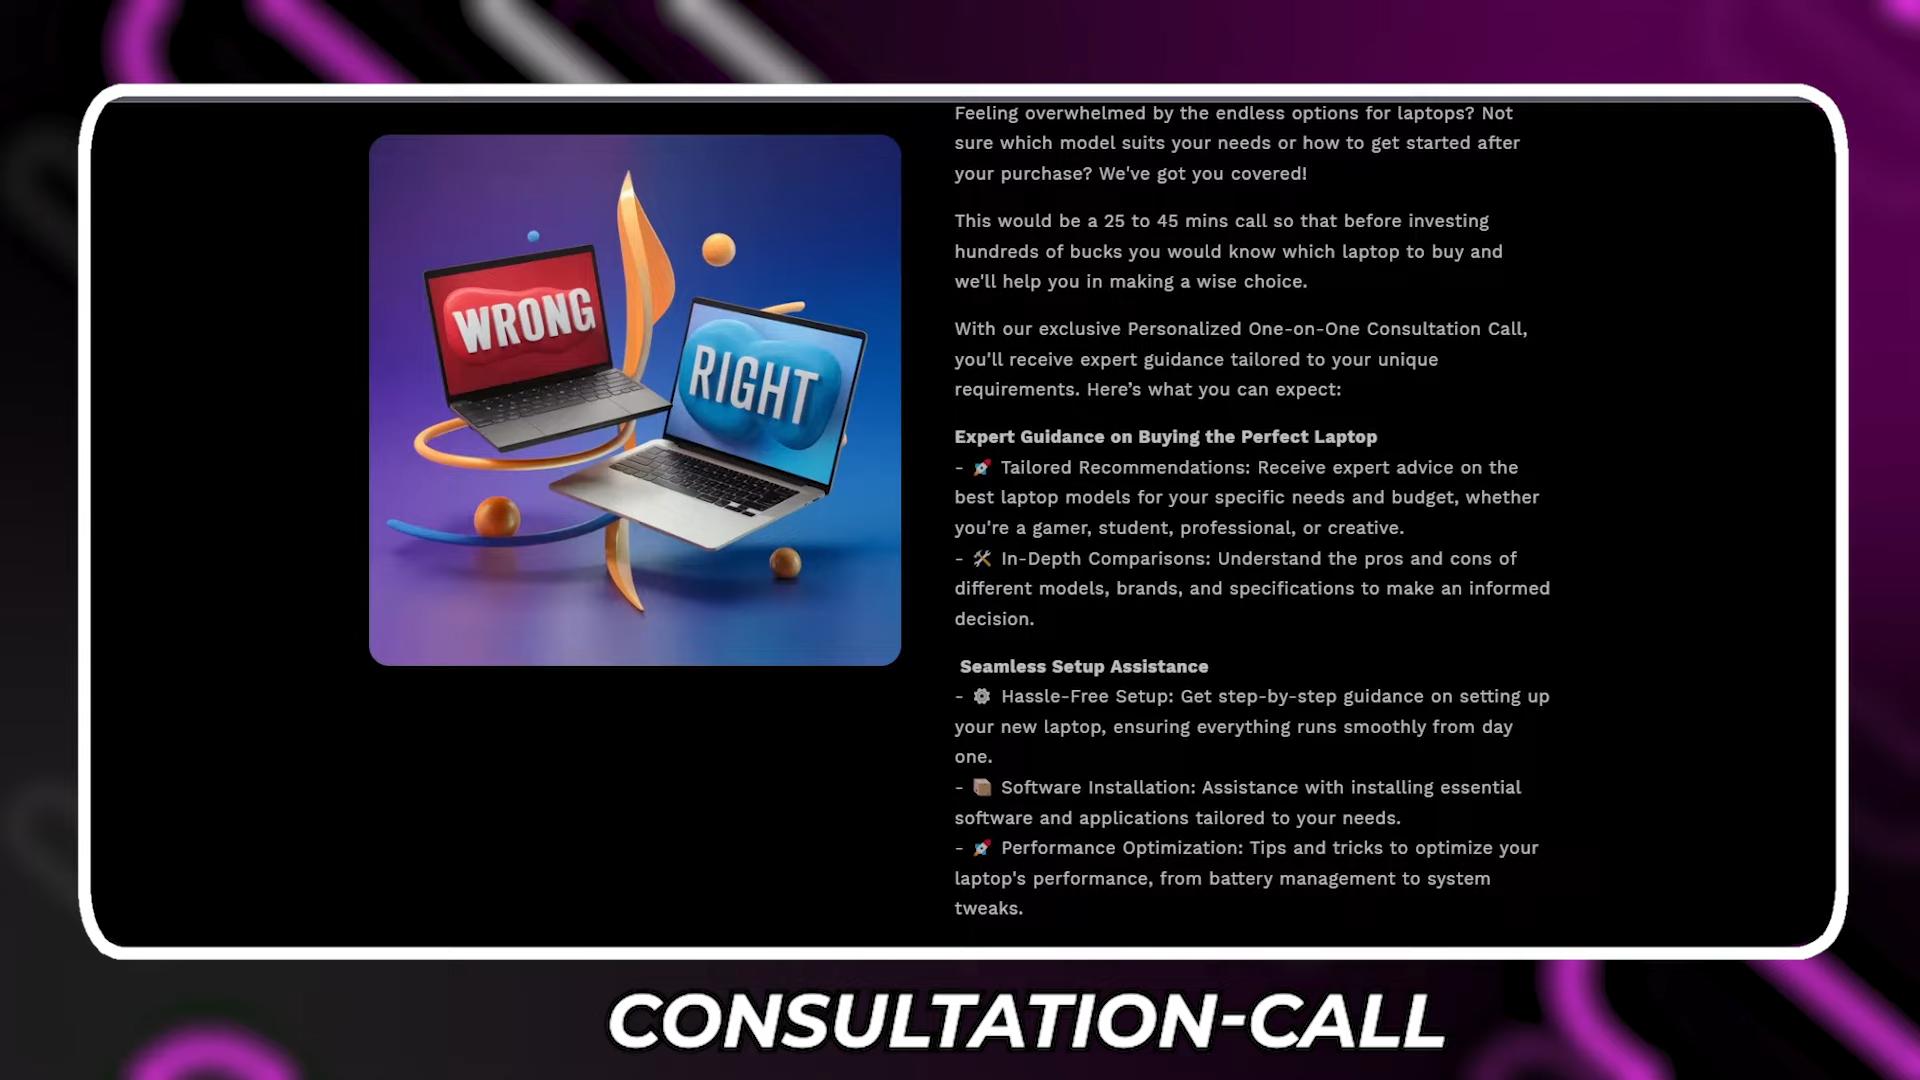 WRONG
RIGHT
Feeling overwhelmed by the endless options for laptops? Not
sure which model suits your needs or how to get started after
your purchase? We've got you covered!
This would be a 25 to 45 mins call so that before investing
hundreds of bucks you would know which laptop to buy and
we'll help you in making a wise choice.
With our exclusive Personalized One-on-One Consultation Call,
you'll receive expert guidance tailored to your unique
requirements. Here’s what you can expect:
Expert Guidance on Buying the Perfect Laptop
- 🚀 Tailored Recommendations: Receive expert advice on the
best laptop models for your specific needs and budget, whether
you're a gamer, student, professional, or creative.
- 🛠 In-Depth Comparisons: Understand the pros and cons of
different models, brands, and specifications to make an informed
decision.
Seamless Setup Assistance
- ⚙ Hassle-Free Setup: Get step-by-step guidance on setting up
your new laptop, ensuring everything runs smoothly from day
one.
- 📦 Software Installation: Assistance with installing essential
software and applications tailored to your needs.
- 🚀 Performance Optimization: Tips and tricks to optimize your
laptop's performance, from battery management to system
tweaks.
CONSULTATION-CALL